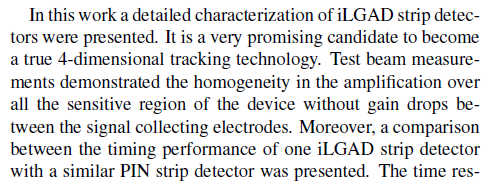 In this work a detailed characterization of iLGAD strip detec-
tors were presented. It is a very promising candidate to become
a true 4-dimensional tracking technology. Test beam measure-
ments demonstrated the homogeneity in the amplification over
all the sensitive region of the device without gain drops be-
tween the signal collecting electrodes. Moreover, a comparison
between the timing performance of one iLGAD strip detector
with a similar PIN strip detector was presented. The time res-